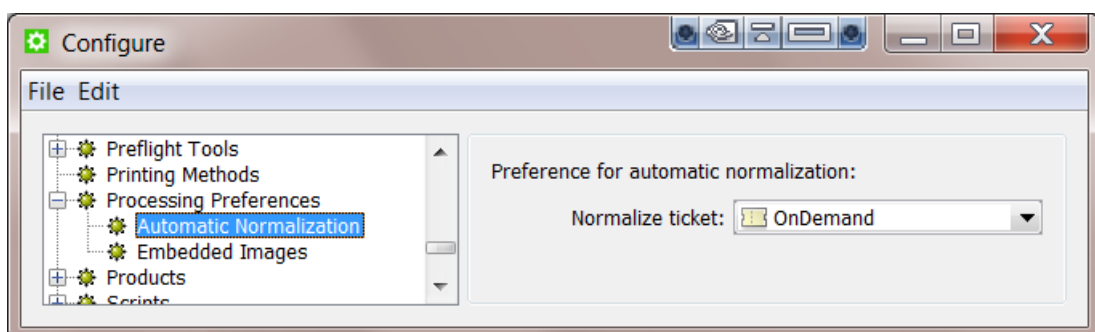 Configure
File Edit
Preflight Tools
Printing Methods
Processing Preferences
Automatic Normalization
Embedded Images
Products
Scripts
Preference for automatic normalization:
Normalize ticket: OnDemand